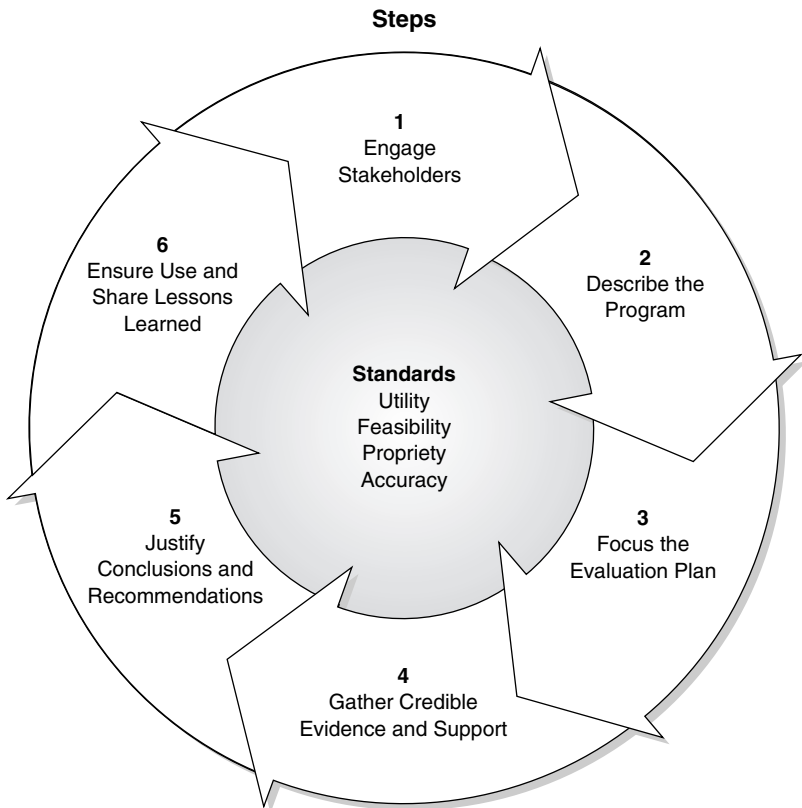 Steps
1
Engage
Stakeholders
2
Describe the
Program
3
Focus the
Evaluation Plan
4
Gather Credible
Evidence and Support
5
Justify
Conclusions and
Recommendations
6
Ensure Use and
Share Lessons
Learned
Standards
Utility
Feasibility
Propriety
Accuracy